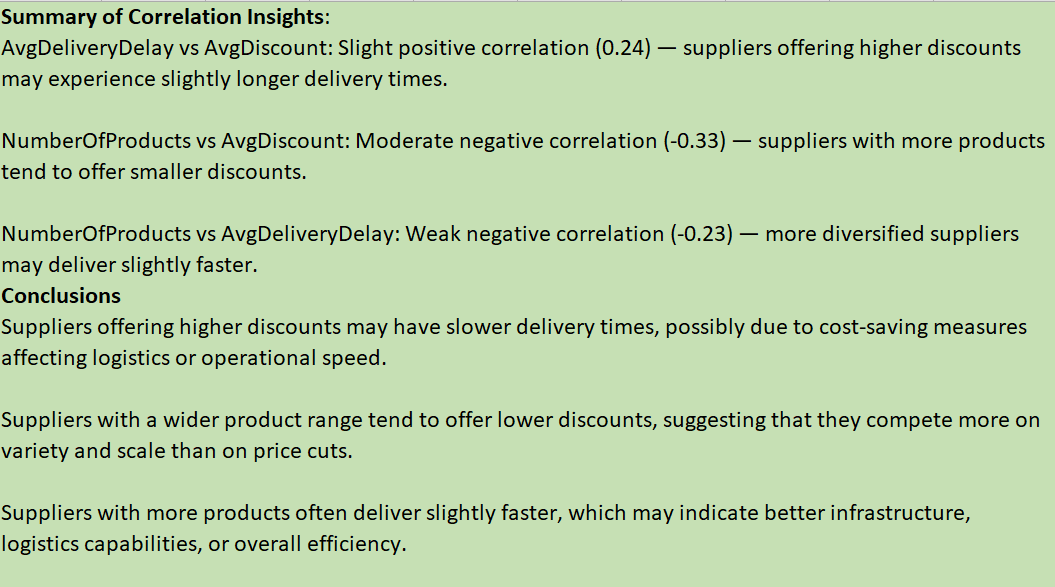 Summary of Correlation Insights:
AvgDeliveryDelay vs AvgDiscount: Slight positive correlation (0.24) — suppliers offering higher discounts
may experience slightly longer delivery times.
NumberOfProducts vs AvgDiscount: Moderate negative correlation (-0.33) — suppliers with more products
tend to offer smaller discounts.
NumberOfProducts vs AvgDeliveryDelay: Weak negative correlation (-0.23) — more diversified suppliers
may deliver slightly faster.
Conclusions
Suppliers offering higher discounts may have slower delivery times, possibly due to cost-saving measures
affecting logistics or operational speed.
Suppliers with a wider product range tend to offer lower discounts, suggesting that they compete more on
variety and scale than on price cuts.
Suppliers with more products often deliver slightly faster, which may indicate better infrastructure,
logistics capabilities, or overall efficiency.